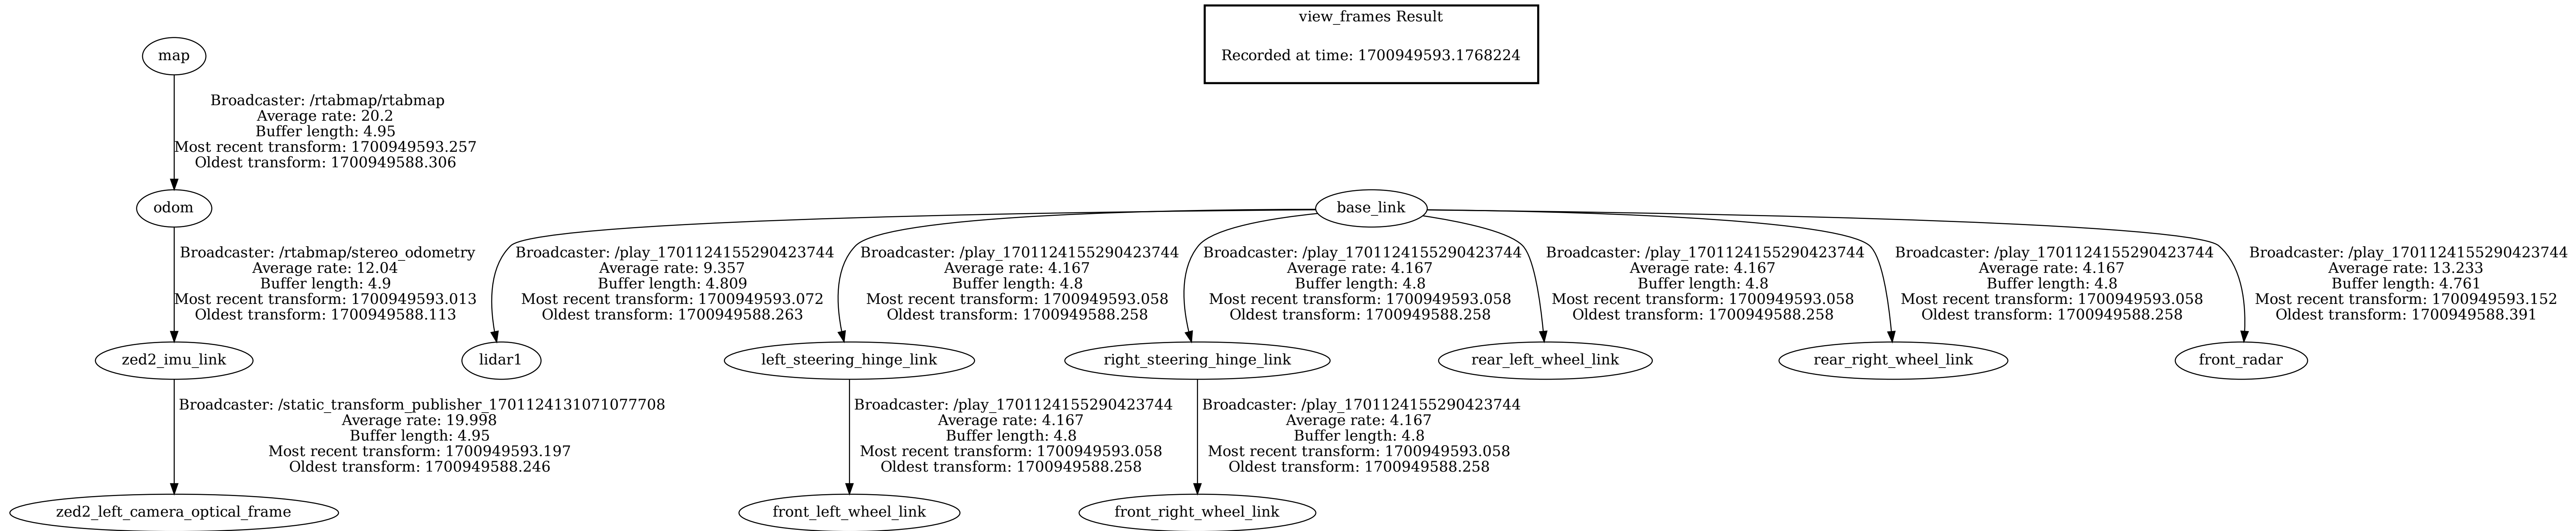 view_frames Result
Recorded at time: 1700949593.1768224
map
Broadcaster: /rtabmap/rtabmap
Average rate: 20.2
Buffer length: 4.95
Most recent transform: 1700949593.257
Oldest transform: 1700949588.306
odom
base_link
Broadcaster: /rtabmap/stereo_odometry
Average rate: 12.04
Buffer length: 4.9
Most recent transform: 1700949593.013
Oldest transform: 1700949588.113
Broadcaster: /play_1701124155290423744
Average rate: 9.357
Buffer length: 4.809
Most recent transform: 1700949593.072
Oldest transform: 1700949588.263
Broadcaster: /play_1701124155290423744
Average rate: 4.167
Buffer length: 4.8
Most recent transform: 1700949593.058
Oldest transform: 1700949588.258
Broadcaster: /play_1701124155290423744
Average rate: 4.167
Buffer length: 4.8
Most recent transform: 1700949593.058
Oldest transform: 1700949588.258
Broadcaster: /play_1701124155290423744
Average rate: 4.167
Buffer length: 4.8
Most recent transform: 1700949593.058
Oldest transform: 1700949588.258
Broadcaster: /play_1701124155290423744
Average rate: 4.167
Buffer length: 4.8
Most recent transform: 1700949593.058
Oldest transform: 1700949588.258
Broadcaster: /play_1701124155290423744
Average rate: 13.233
Buffer length: 4.761
Most recent transform: 1700949593.152
Oldest transform: 1700949588.391
zed2_imu_link
lidar1
left_steering_hinge_link
right_steering_hinge_link
rear_left_wheel_link
rear_right_wheel_link
front_radar
Broadcaster: /static_transform_publisher_1701124131071077708
Average rate: 19.998
Buffer length: 4.95
Most recent transform: 1700949593.197
Oldest transform: 1700949588.246
Broadcaster: /play_1701124155290423744
Average rate: 4.167
Buffer length: 4.8
Most recent transform: 1700949593.058
Oldest transform: 1700949588.258
Broadcaster: /play_1701124155290423744
Average rate: 4.167
Buffer length: 4.8
Most recent transform: 1700949593.058
Oldest transform: 1700949588.258
zed2_left_camera_optical_frame
front_left_wheel_link
front_right_wheel_link